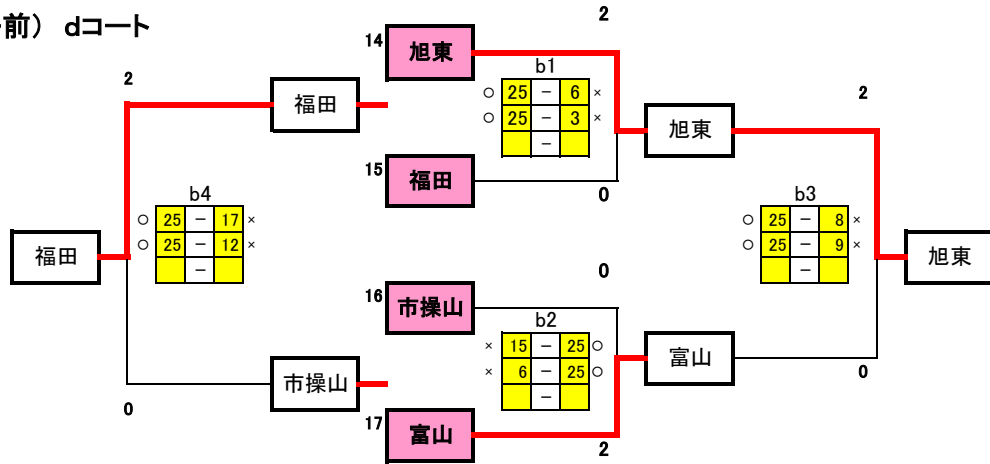 前） dコート
2
14
旭東
2
b1
○ 25 － 6 ×
○ 25 － 3 ×
－
福田
旭東
2
15
福田
0
b4
○ 25 － 17 ×
○ 25 － 12 ×
－
b3
○ 25 － 8 ×
○ 25 － 9 ×
－
福田
旭東
0
16
市操山
b2
× 15 － 25 ○
× 6 － 25 ○
－
富山
市操山
0
0
17
富山
2